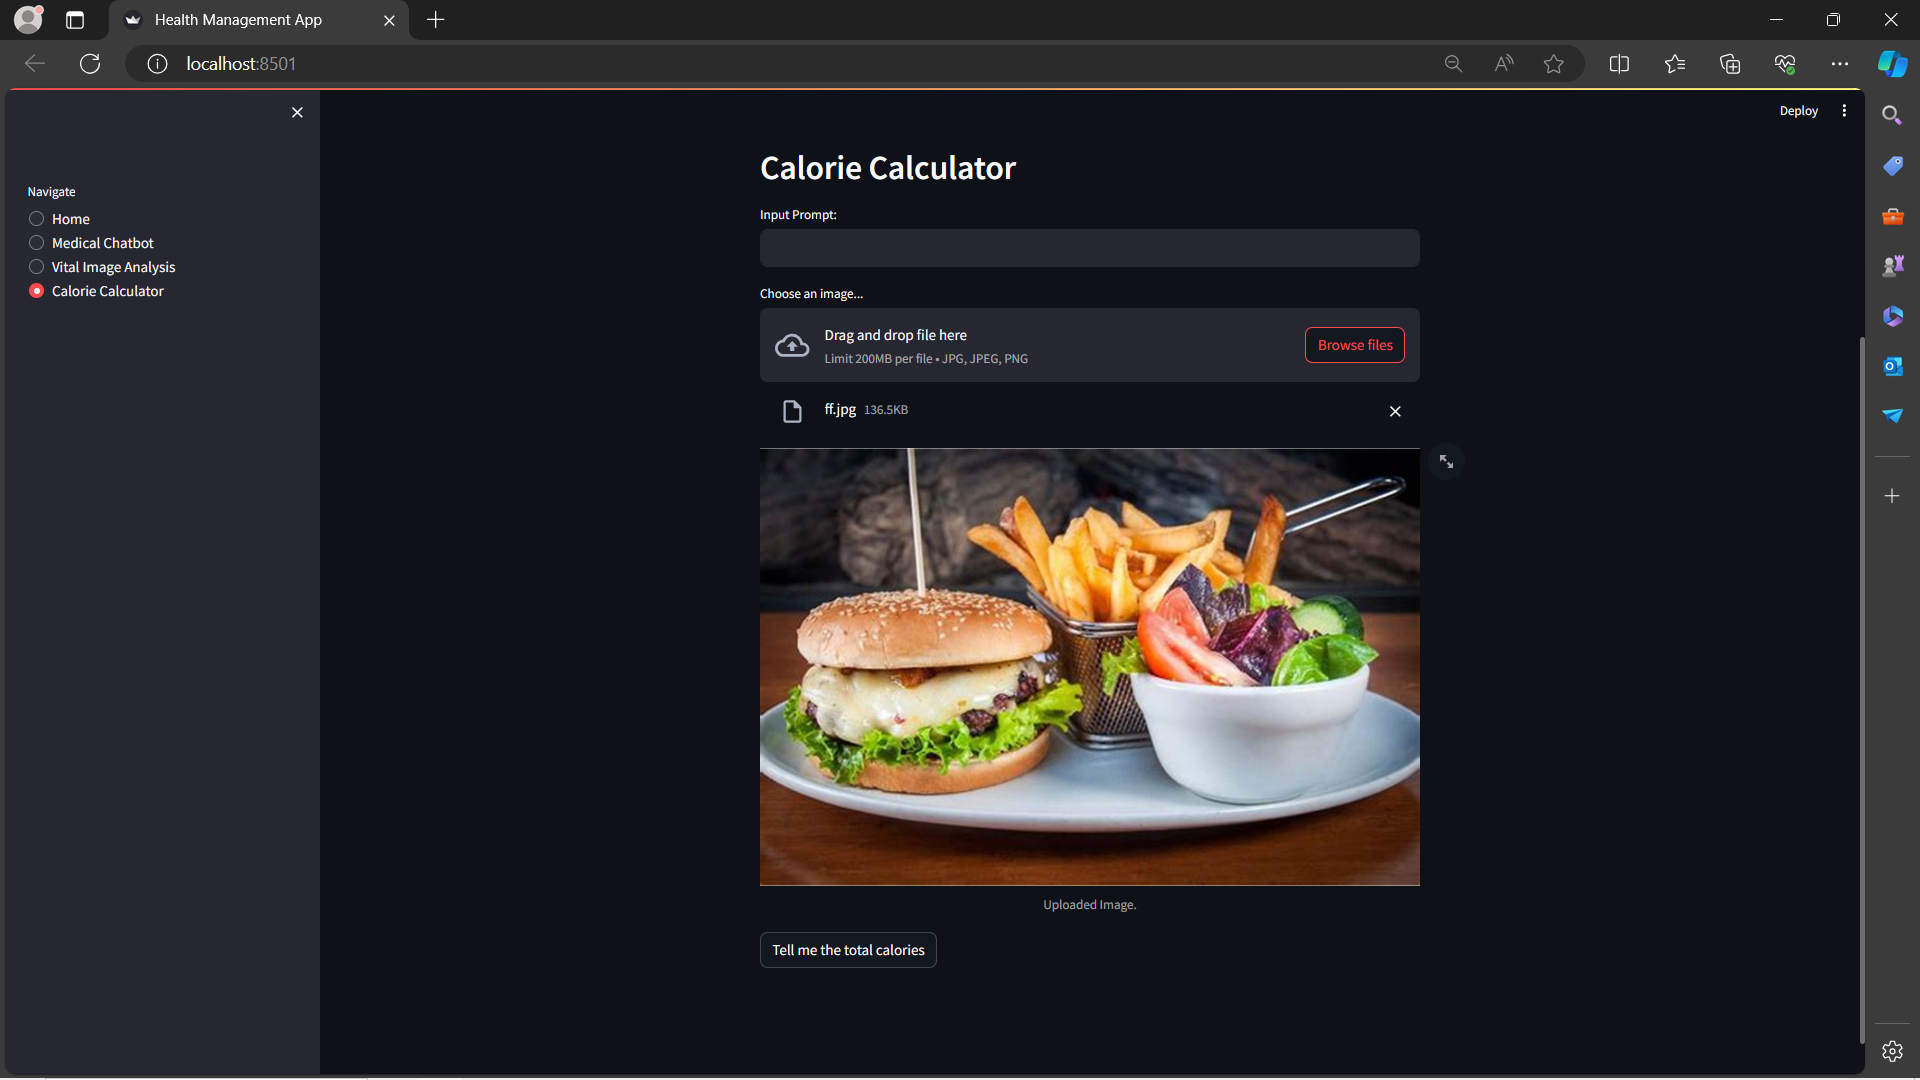 Health Management App
localhost:8501
Deploy
Navigate
Home
Medical Chatbot
Vital Image Analysis
Calorie Calculator
Calorie Calculator
Input Prompt:
Choose an image...
Drag and drop file here
Limit 200MB per file • JPG, JPEG, PNG
Browse files
ff.jpg 136.5KB
Uploaded Image.
Tell me the total calories